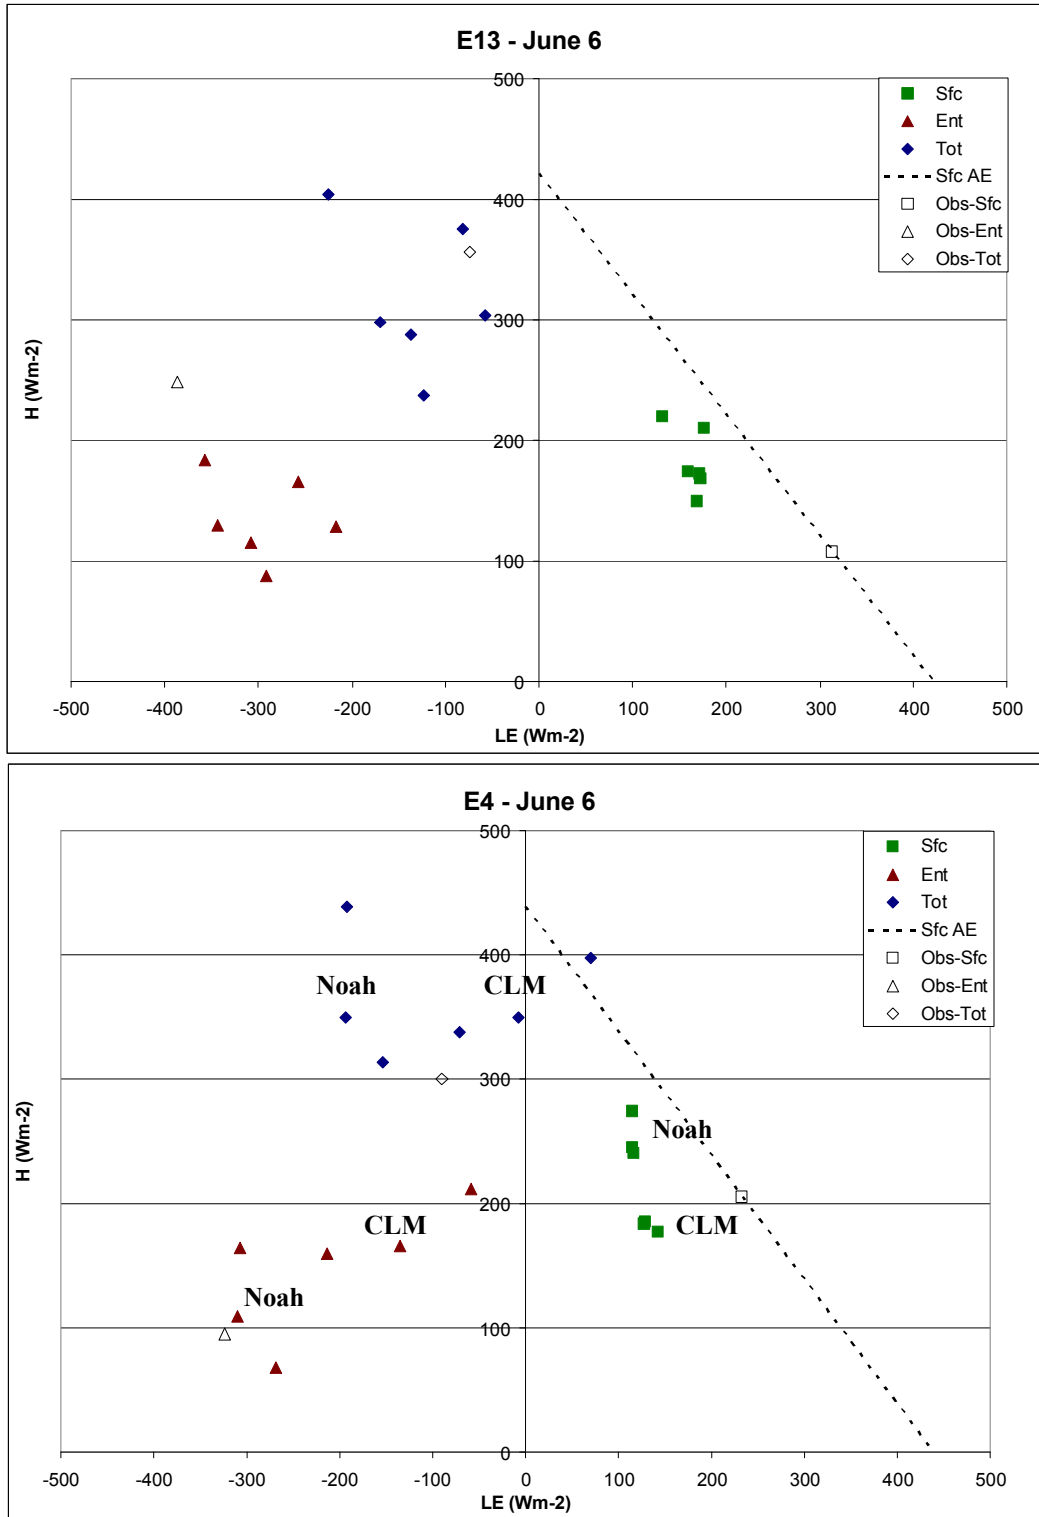 E13 - June 6
H (Wm-2)
500
400
300
200
100
0
-500 -400 -300 -200 -100 0 100 200 300 400 500
LE (Wm-2)
Sfc
Ent
Tot
Sfc AE
Obs-Sfc
Obs-Ent
Obs-Tot
E4 - June 6
H (Wm-2)
500
400
300
200
100
0
-500 -400 -300 -200 -100 0 100 200 300 400 500
LE (Wm-2)
Sfc
Ent
Tot
Sfc AE
Obs-Sfc
Obs-Ent
Obs-Tot
Noah CLM
Noah
CLM CLM
Noah